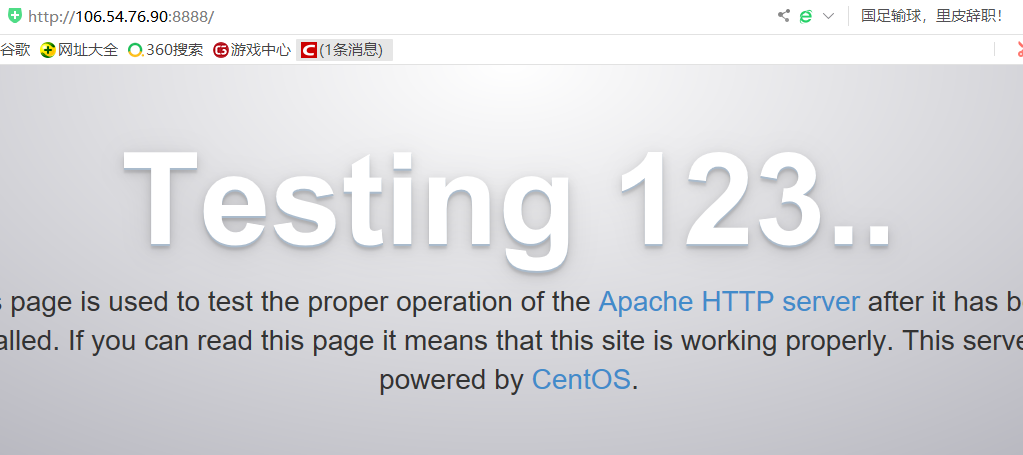 http://106.54.76.90:8888/ 国足输球，里皮辞职！
谷歌 网址大全 360搜索 游戏中心 (1条消息)
Testing 123..
page is used to test the proper operation of the Apache HTTP server after it has
If you can read this page it means that this site is working properly. This
powered by CentOS.